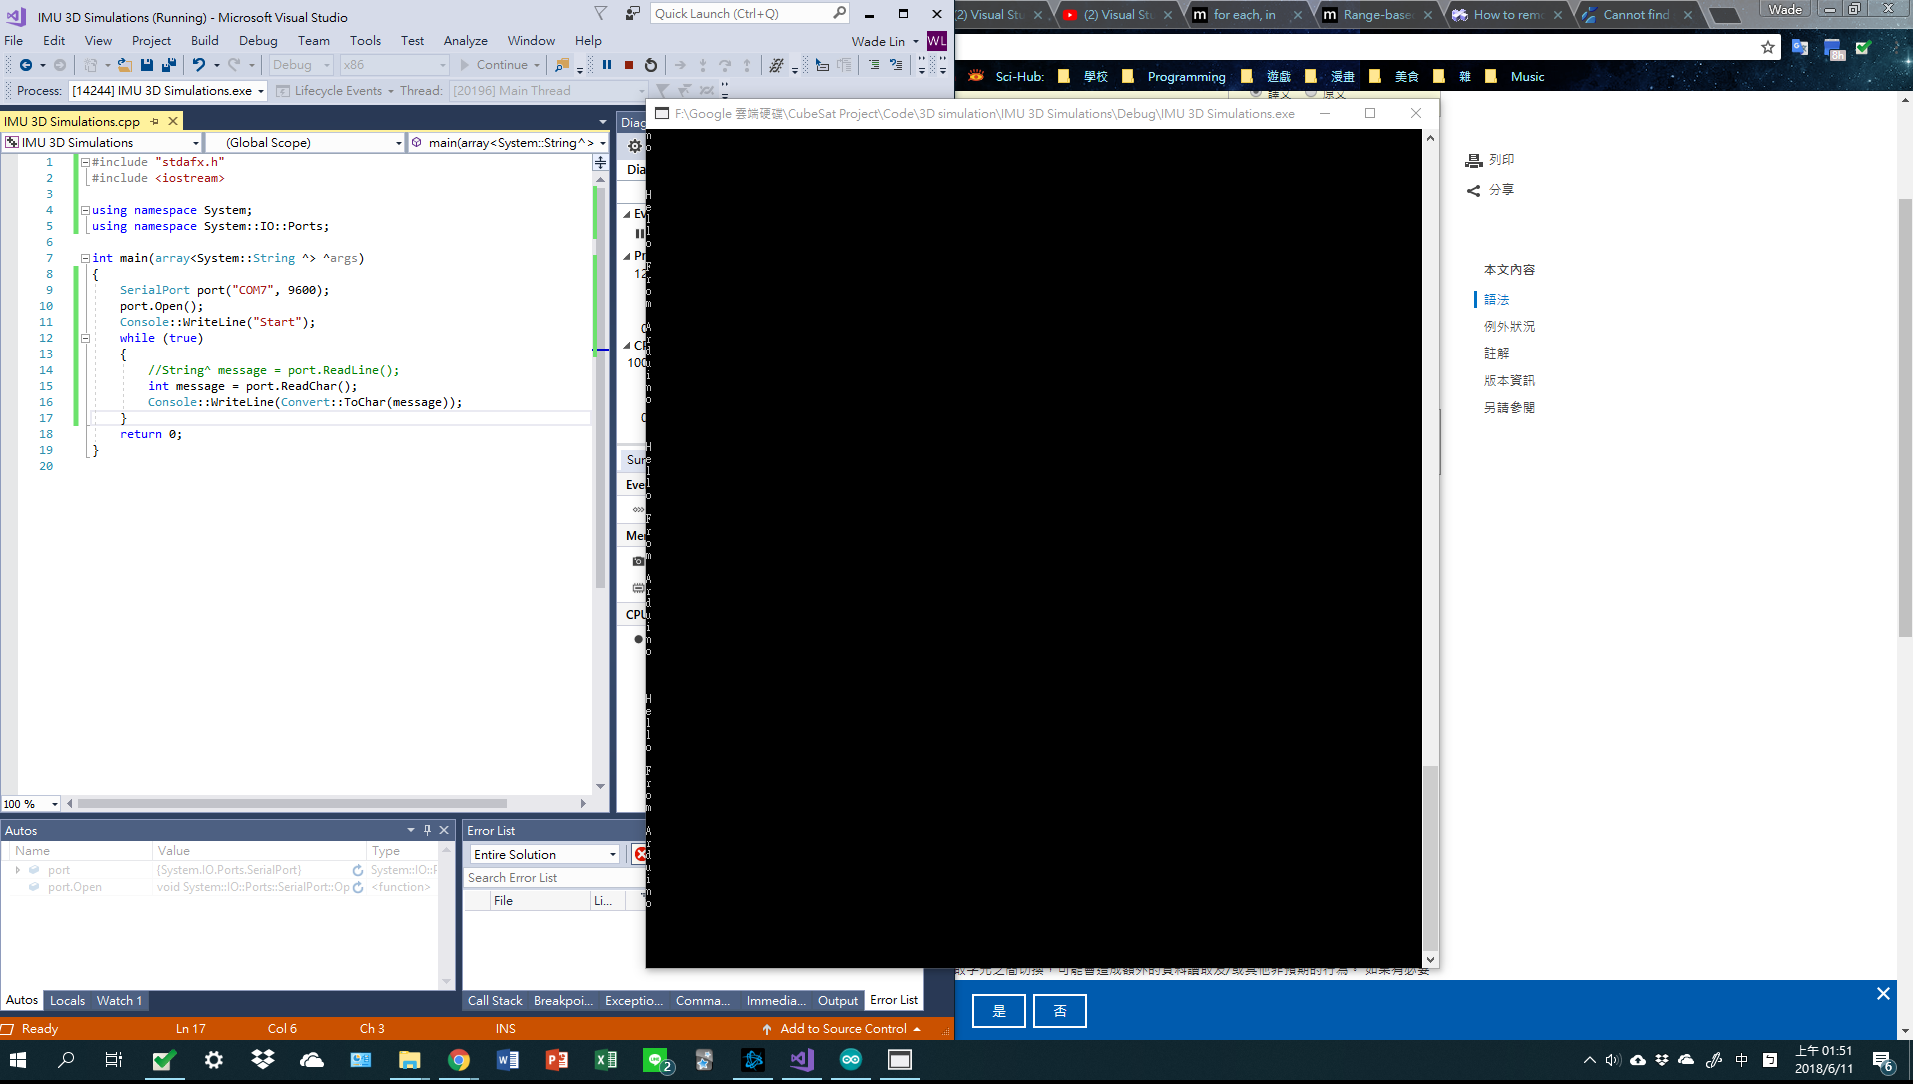 IMU 3D Simulations (Running) - Microsoft Visual Studio
Quick Launch (Ctrl+Q)
File Edit View Project Build Debug Team Tools Test Analyze Window Help
Wade Lin WL
Debug x86 Continue
Process: [14244] IMU 3D Simulations.exe Lifecycle Events Thread: [20196] Main Thread
IMU 3D Simulations.cpp
IMU 3D Simulations (Global Scope) main(array<System::String^>
1 #include "stdafx.h"
2 #include <iostream>
3
4 using namespace System;
5 using namespace System::IO::Ports;
6
7 int main(array<System::String ^> ^args)
8 {
9 SerialPort port("COM7", 9600);
10 port.Open();
11 Console::WriteLine("Start");
12 while (true)
13 {
14 //String^ message = port.ReadLine();
15 int message = port.ReadChar();
16 Console::WriteLine(Convert::ToChar(message));
17 }
18 return 0;
19 }
20
100 %
Autos
Name Value Type
port {System.IO.Ports.SerialPort} System::IO::P
port.Open void System::IO::Ports::SerialPort::Op <function>
Autos Locals Watch 1
Error List
Entire Solution
Search Error List
File Li...
Call Stack Breakpoi... Exceptio... Comma... Immedia... Output Error List
Ready Ln 17 Col 6 Ch 3 INS Add to Source Control
F:\Google 雲端硬碟\CubeSat Project\Code\3D simulation\IMU 3D Simulations\Debug\IMU 3D Simulations.exe
n
o
H
e
l
l
o
F
r
o
m
A
r
d
u
i
n
o
H
e
l
l
o
F
r
o
m
A
r
d
u
i
n
o
H
e
l
l
o
F
r
o
m
A
r
d
u
i
n
o
(2) Visual Stu
(2) Visual Stu
for each, in
Range-base
How to remo
Cannot find
Wade
Sci-Hub: 學校 Programming 遊戲 漫畫 美食 雜 Music
譯文 原文
列印
分享
本文內容
語法
例外狀況
註解
版本資訊
另請參閱
是 否
2
中
上午 01:51
2018/6/11
6